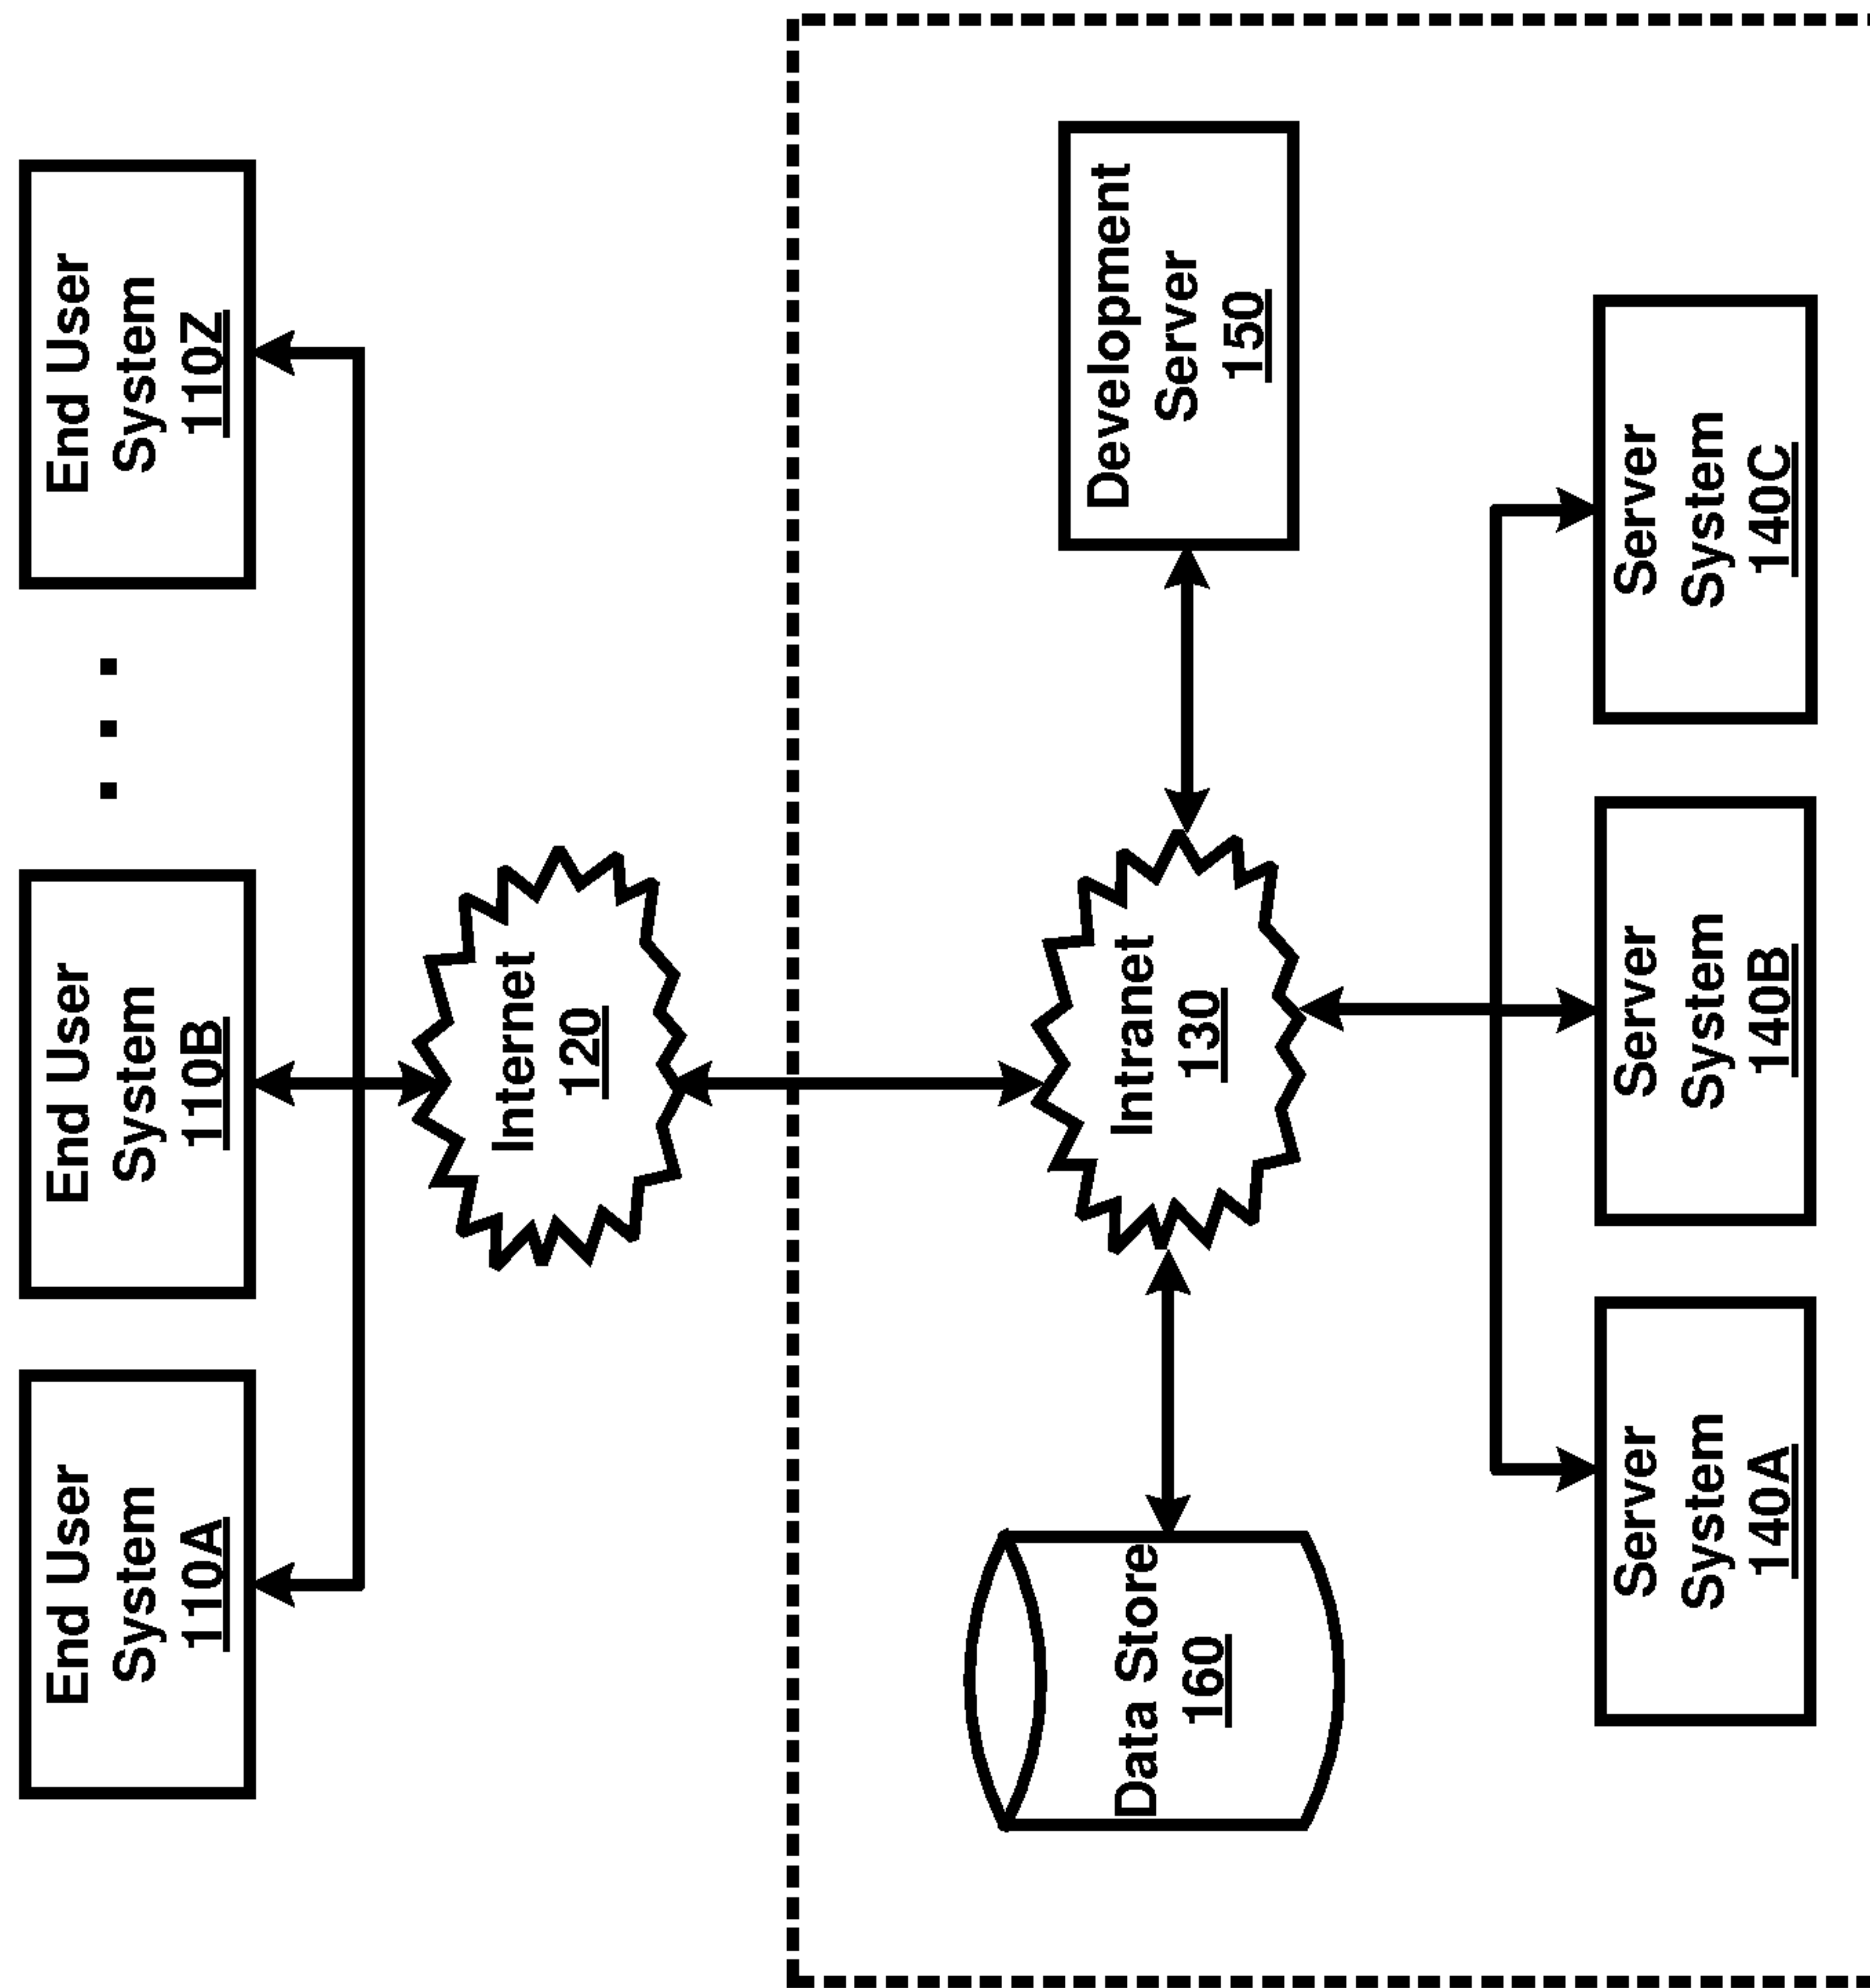 End User
System
110A
End User
System
110B
. . .
End User
System
110Z
Internet
120
Data Store
160
Intranet
130
Development
Server
150
Server
System
140A
Server
System
140B
Server
System
140C